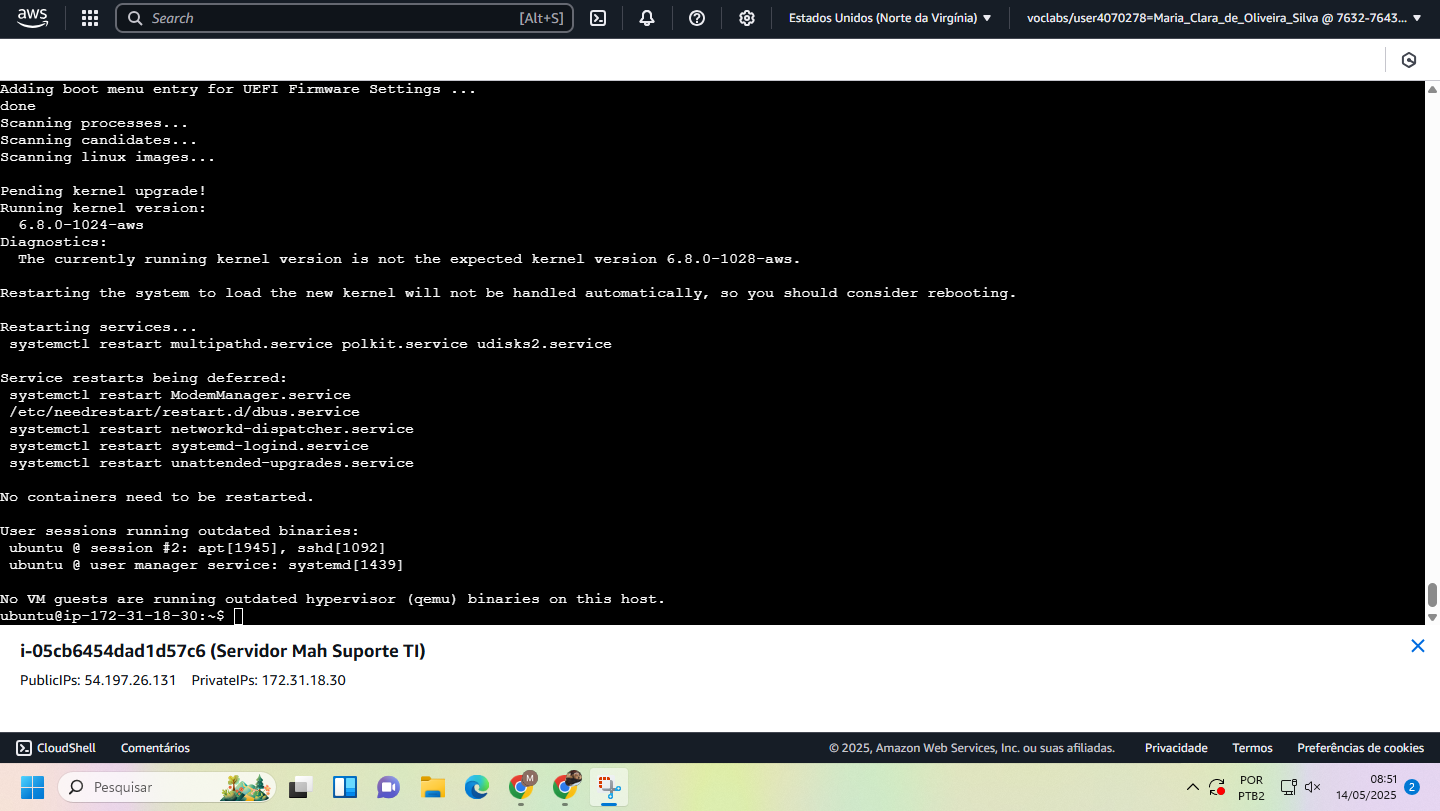 aws
Search
[Alt+S]
Estados Unidos (Norte da Virgínia)
voclabs/user4070278=Maria_Clara_de_Oliveira_Silva @ 7632-7643...
Adding boot menu entry for UEFI Firmware Settings ...
done
Scanning processes...
Scanning candidates...
Scanning linux images...
Pending kernel upgrade!
Running kernel version:
6.8.0-1024-aws
Diagnostics:
The currently running kernel version is not the expected kernel version 6.8.0-1028-aws.
Restarting the system to load the new kernel will not be handled automatically, so you should consider rebooting.
Restarting services...
systemctl restart multipathd.service polkit.service udisks2.service
Service restarts being deferred:
systemctl restart ModemManager.service
/etc/needrestart/restart.d/dbus.service
systemctl restart networkd-dispatcher.service
systemctl restart systemd-logind.service
systemctl restart unattended-upgrades.service
No containers need to be restarted.
User sessions running outdated binaries:
ubuntu @ session #2: apt[1945], sshd[1092]
ubuntu @ user manager service: systemd[1439]
No VM guests are running outdated hypervisor (qemu) binaries on this host.
ubuntu@ip-172-31-18-30:~$
i-05cb6454dad1d57c6 (Servidor Mah Suporte TI)
PublicIPs: 54.197.26.131 PrivateIPs: 172.31.18.30
CloudShell
Comentários
© 2025, Amazon Web Services, Inc. ou suas afiliadas.
Privacidade
Termos
Preferências de cookies
Pesquisar
M
POR
PTB2
08:51
14/05/2025
2